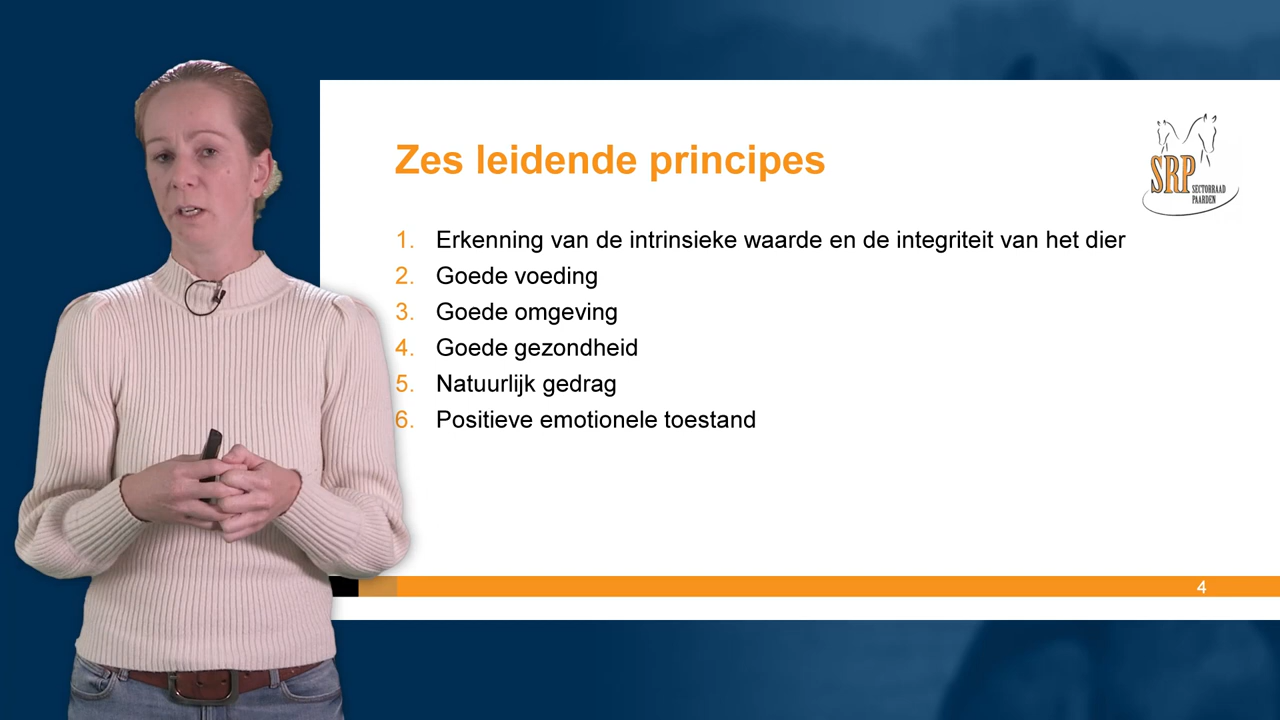 Zes leidende principes
SRP
SECTORRAAD
PAARDEN
1. Erkenning van de intrinsieke waarde en de integriteit van het dier
2. Goede voeding
3. Goede omgeving
4. Goede gezondheid
5. Natuurlijk gedrag
6. Positieve emotionele toestand
4